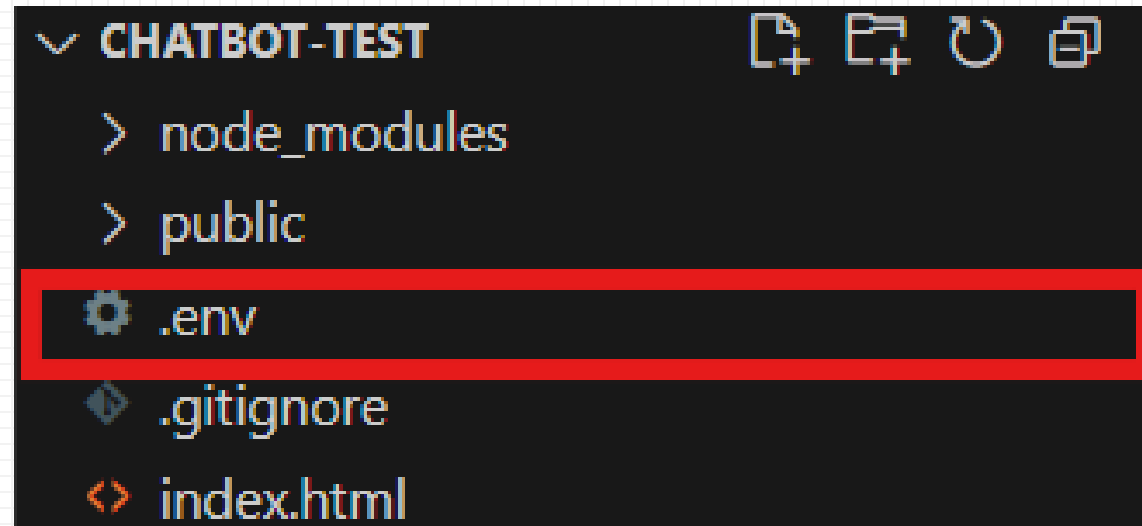 CHATBOT-TEST
node_modules
public
.env
.gitignore
index.html